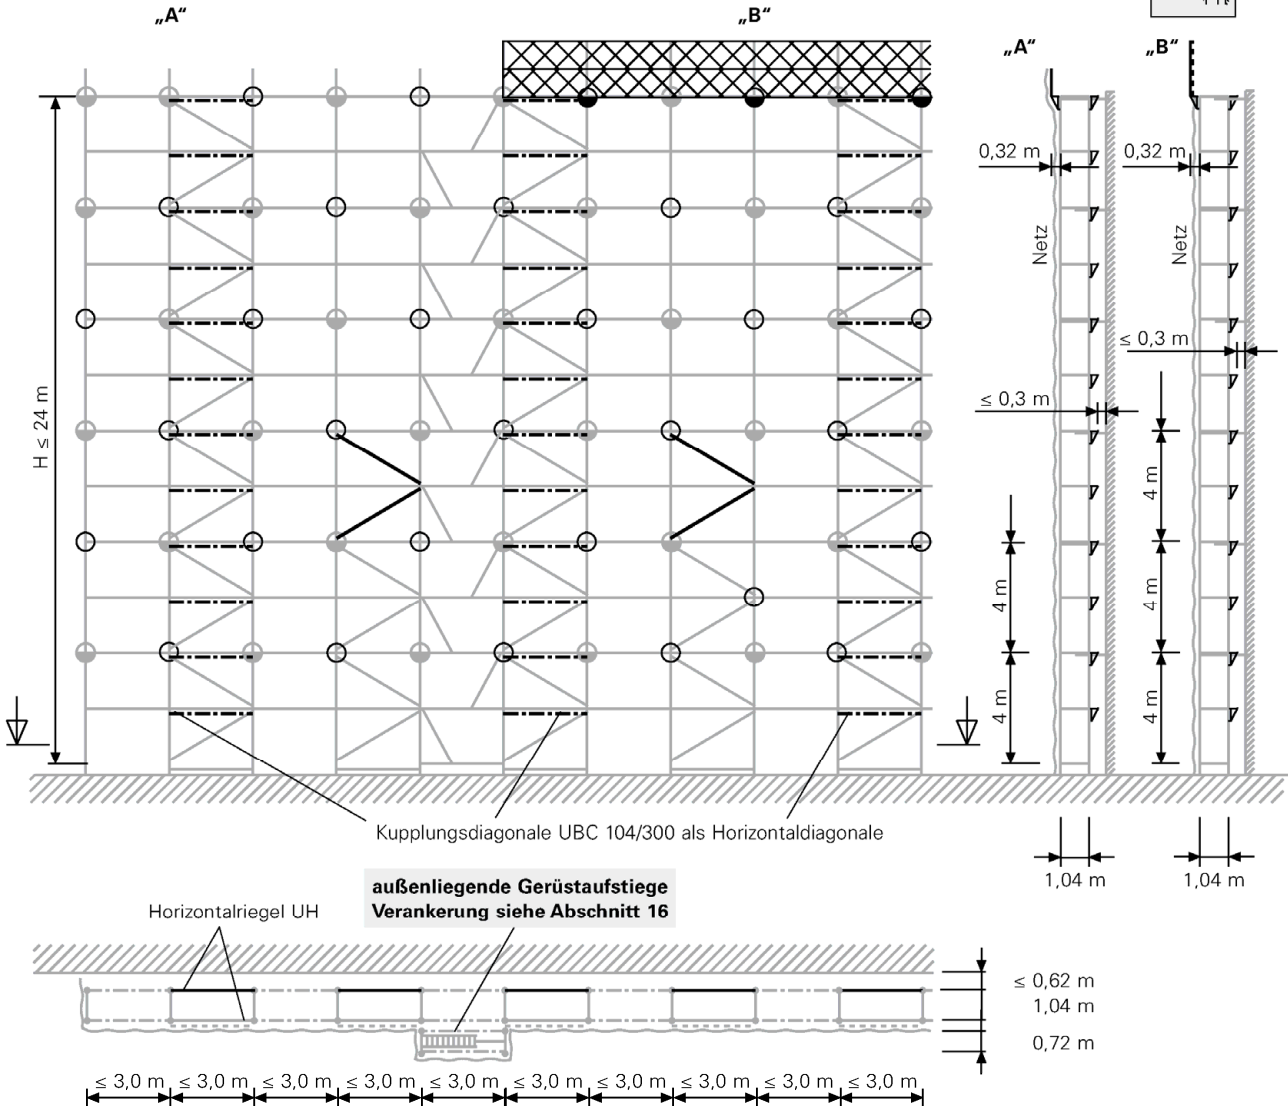 „A“
„B“
„A“
„B“
0,32 m
0,32 m
Netz
Netz
≤ 0,3 m
≤ 0,3 m
H ≤ 24 m
4 m
4 m
4 m
4 m
4 m
Kupplungsdiagonale UBC 104/300 als Horizontaldiagonale
1,04 m
1,04 m
außenliegende Gerüstaufstiege
Verankerung siehe Abschnitt 16
Horizontalriegel UH
≤ 0,62 m
1,04 m
0,72 m
≤ 3,0 m
≤ 3,0 m
≤ 3,0 m
≤ 3,0 m
≤ 3,0 m
≤ 3,0 m
≤ 3,0 m
≤ 3,0 m
≤ 3,0 m
≤ 3,0 m